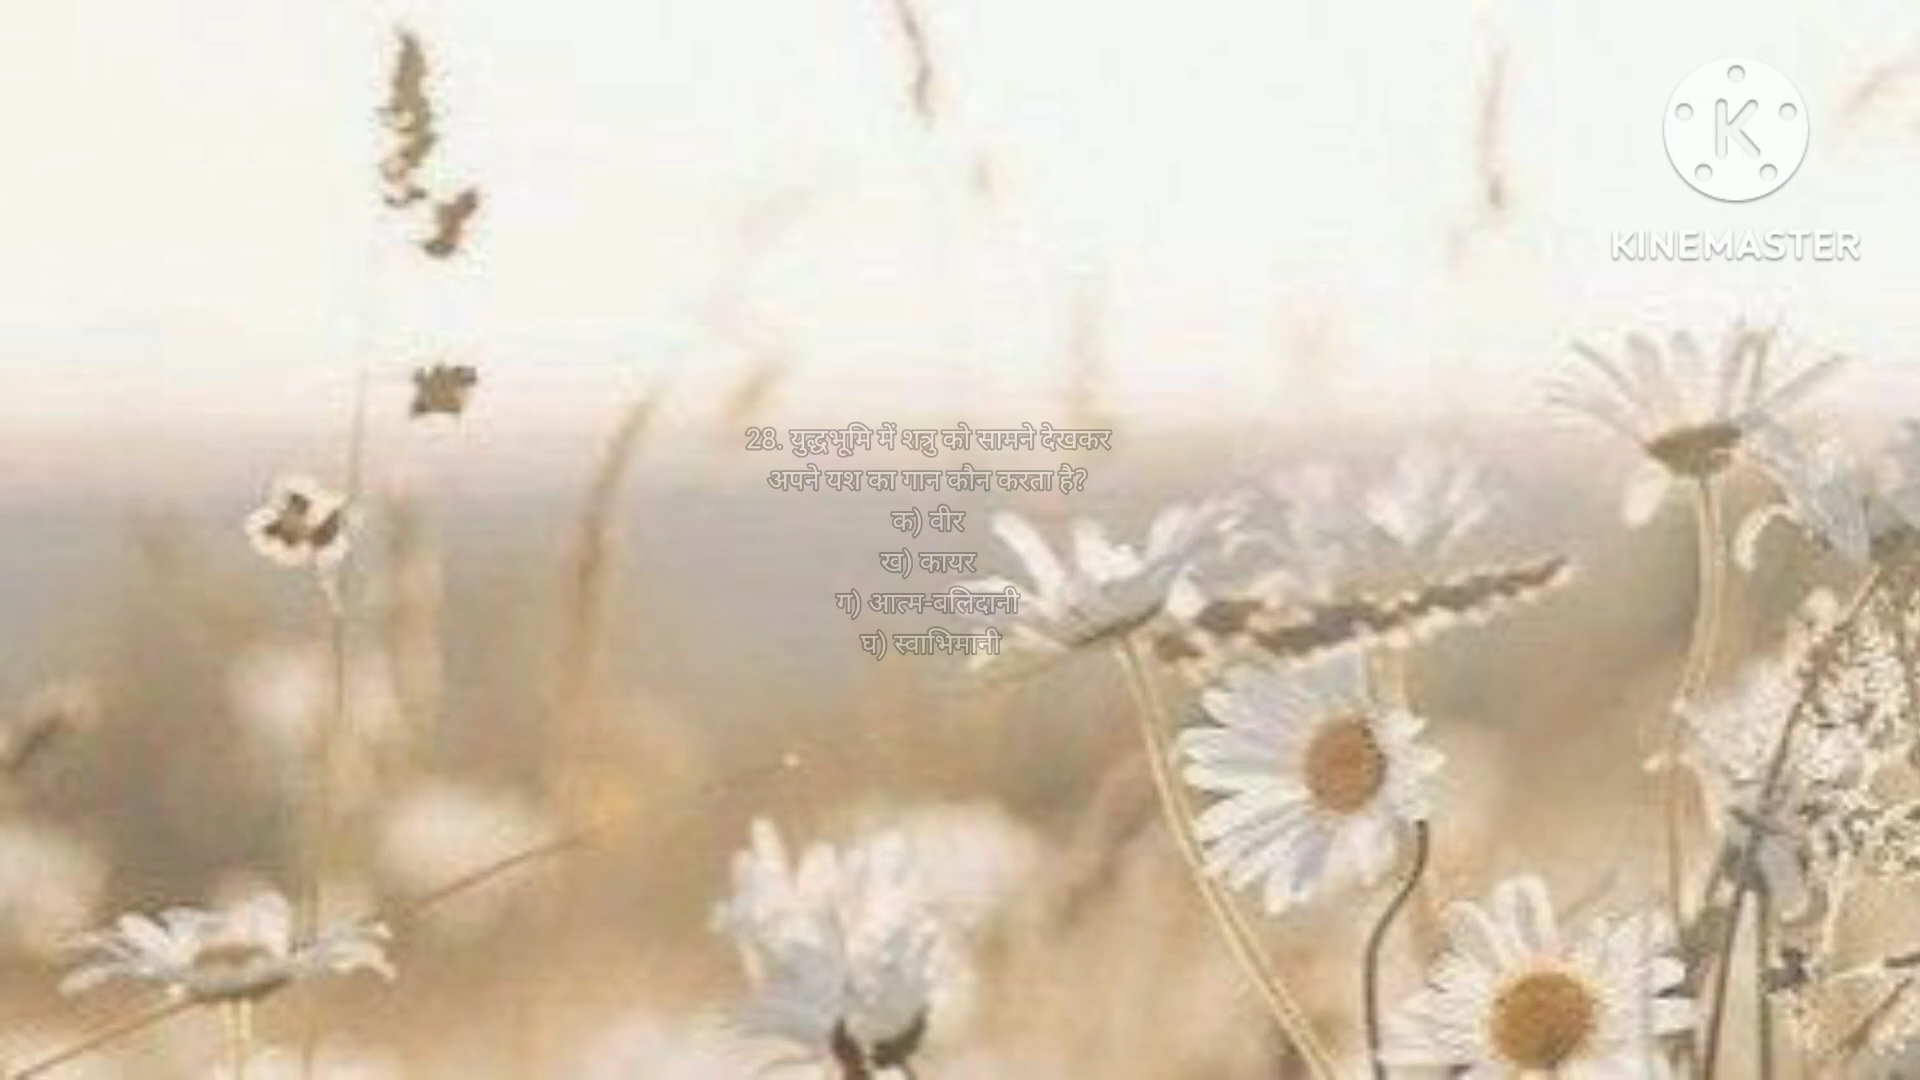 K
KINEMASTER
28. युद्धभूमि में शत्रु को सामने देखकर
अपने यश का गान कौन करता है?
क) वीर
ख) कायर
ग) आत्म-बलिदानी
घ) स्वाभिमानी